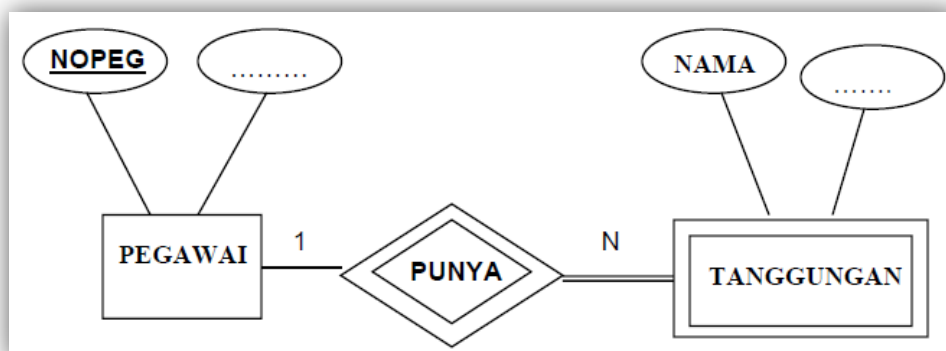 NOPEG
.........
NAMA
.......
PEGAWAI
1
PUNYA
N
TANGGUNGAN